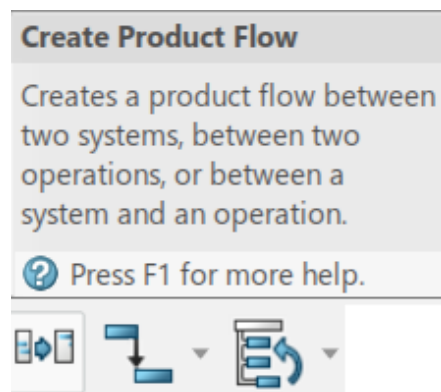 Create Product Flow
Creates a product flow between
two systems, between two
operations, or between a
system and an operation.
Press F1 for more help.